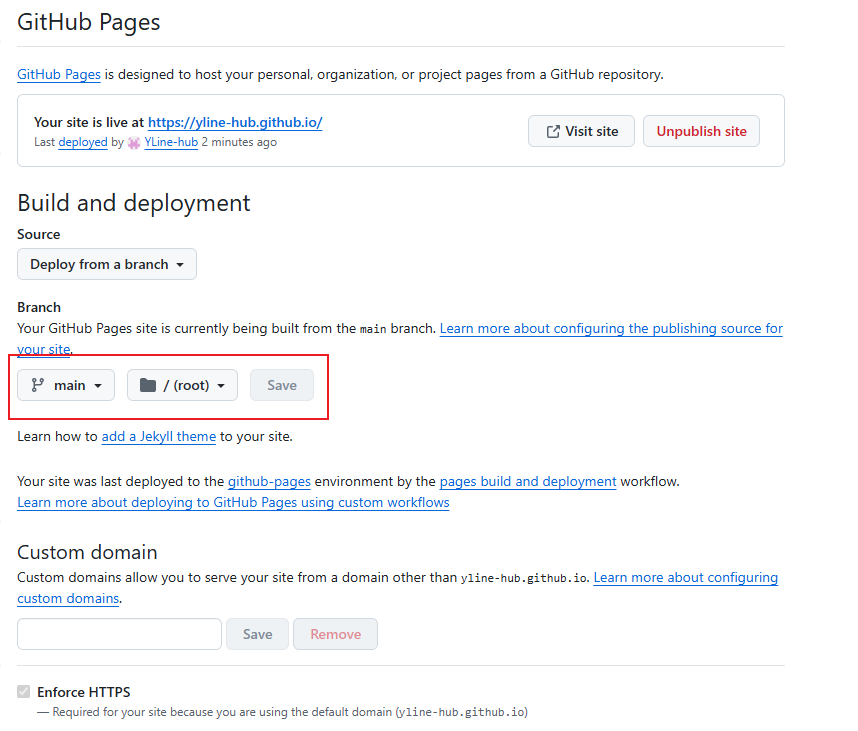 GitHub Pages
GitHub Pages is designed to host your personal, organization, or project pages from a GitHub repository.
Your site is live at https://yline-hub.github.io/
Last deployed by YLine-hub 2 minutes ago
Visit site
Unpublish site
Build and deployment
Source
Deploy from a branch
Branch
Your GitHub Pages site is currently being built from the main branch. Learn more about configuring the publishing source for
your site.
main
/ (root)
Save
Learn how to add a Jekyll theme to your site.
Your site was last deployed to the github-pages environment by the pages build and deployment workflow.
Learn more about deploying to GitHub Pages using custom workflows
Custom domain
Custom domains allow you to serve your site from a domain other than yline-hub.github.io. Learn more about configuring
custom domains.
Save
Remove
Enforce HTTPS
— Required for your site because you are using the default domain (yline-hub.github.io)